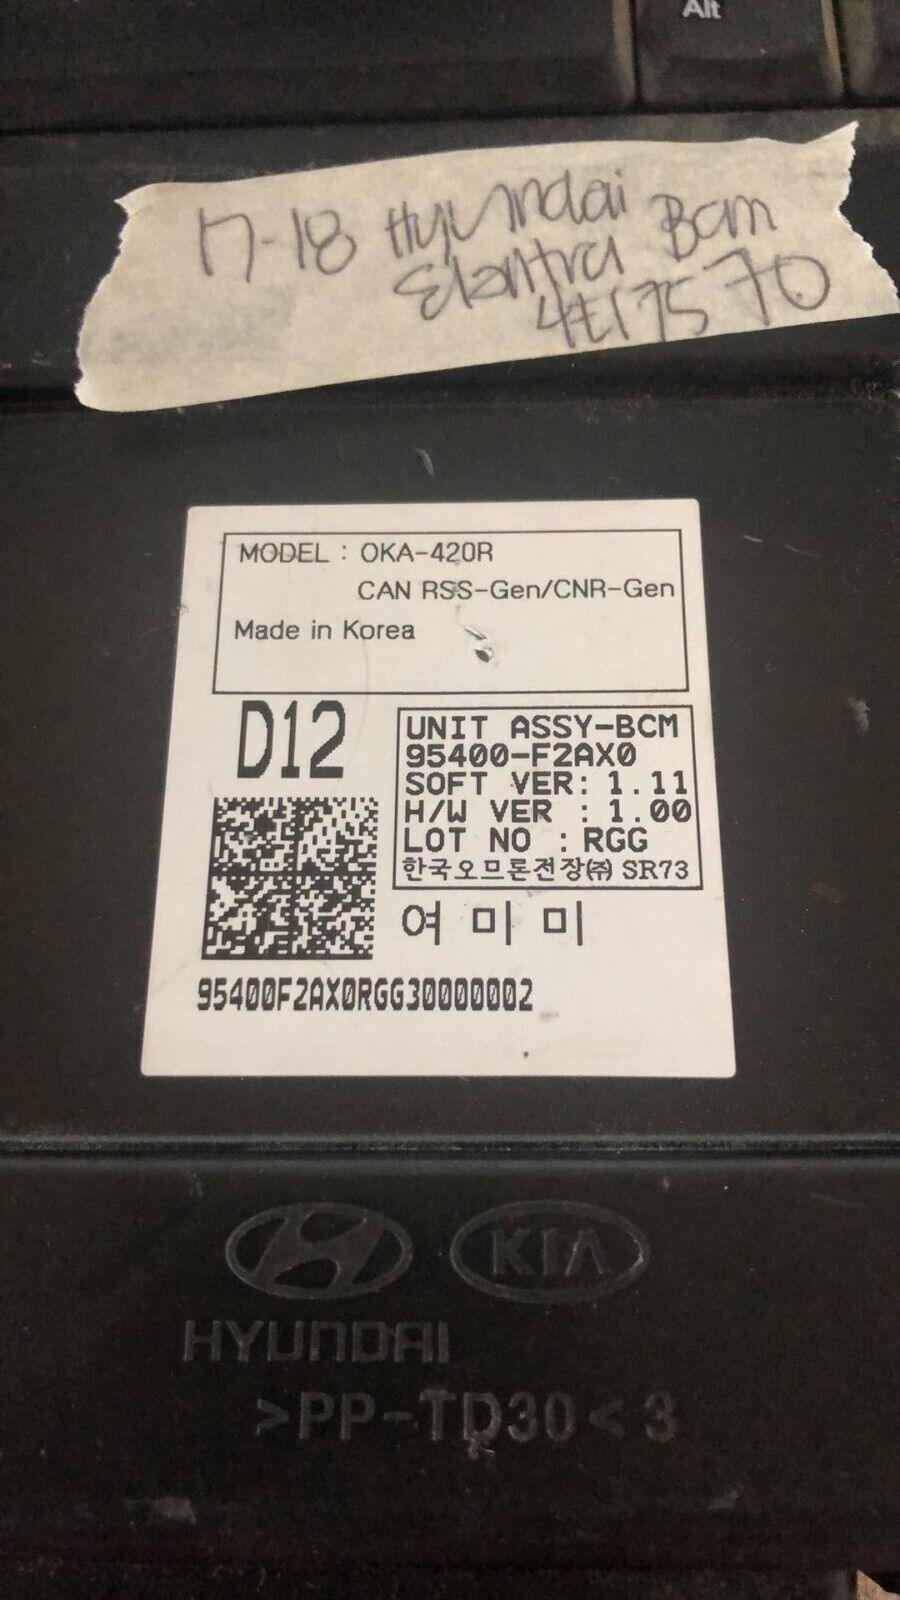 Alt
17-18 Hyundai
Elantra Bcm
4E17570
MODEL : OKA-420R
CAN RSS-Gen/CNR-Gen
Made in Korea
D12
UNIT ASSY-BCM
95400-F2AX0
SOFT VER: 1.11
H/W VER : 1.00
LOT NO : RGG
한국오므론전장㈜ SR73
여 미 미
95400F2AX0RGG30000002
KIA
HYUNDAI
>PP-TD30<3